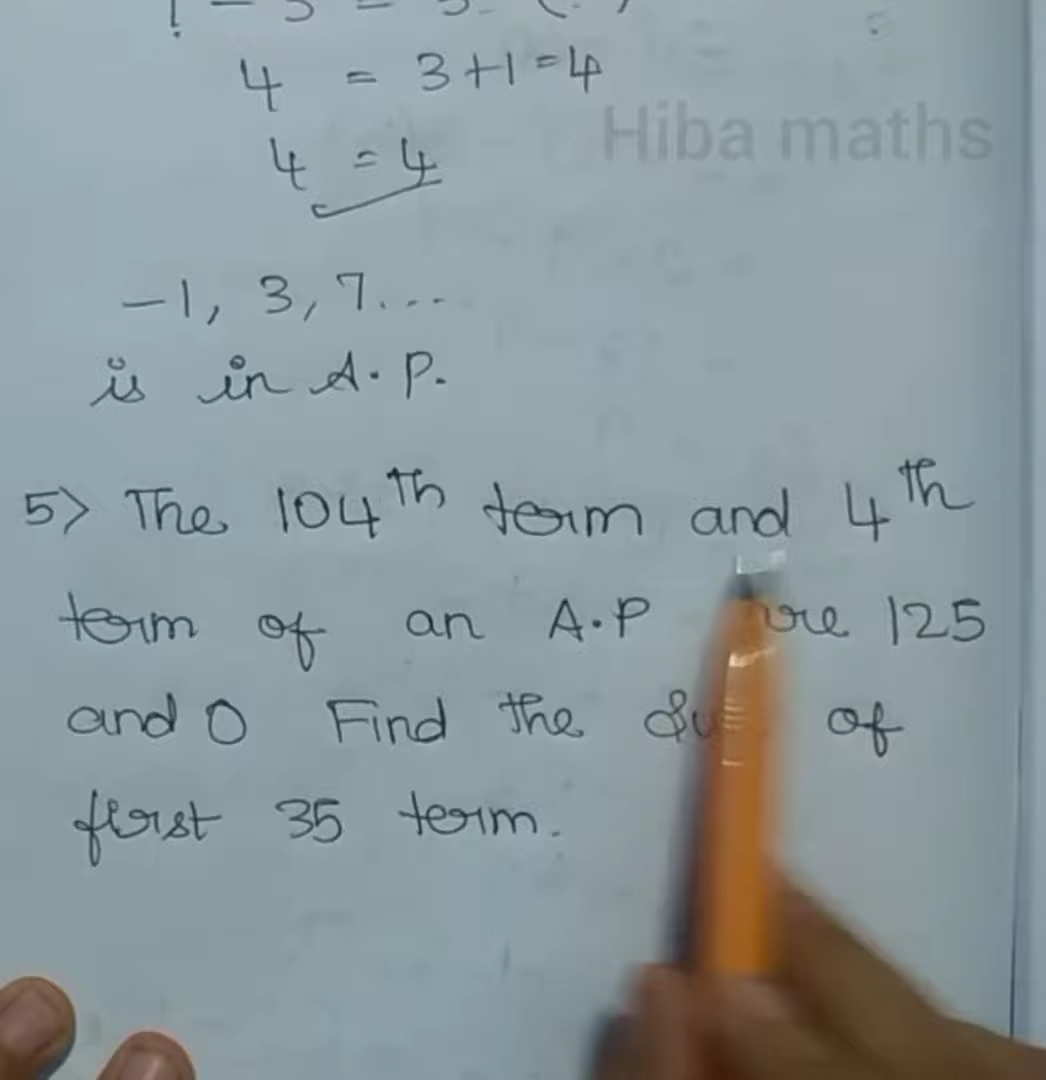 4 = 3+1=4
Hiba maths
4 = 4
-1, 3, 7....
is in A.P.
5) The 104th term and 4th
term of an A.P are 125
and 0 Find the of
first 35 term.